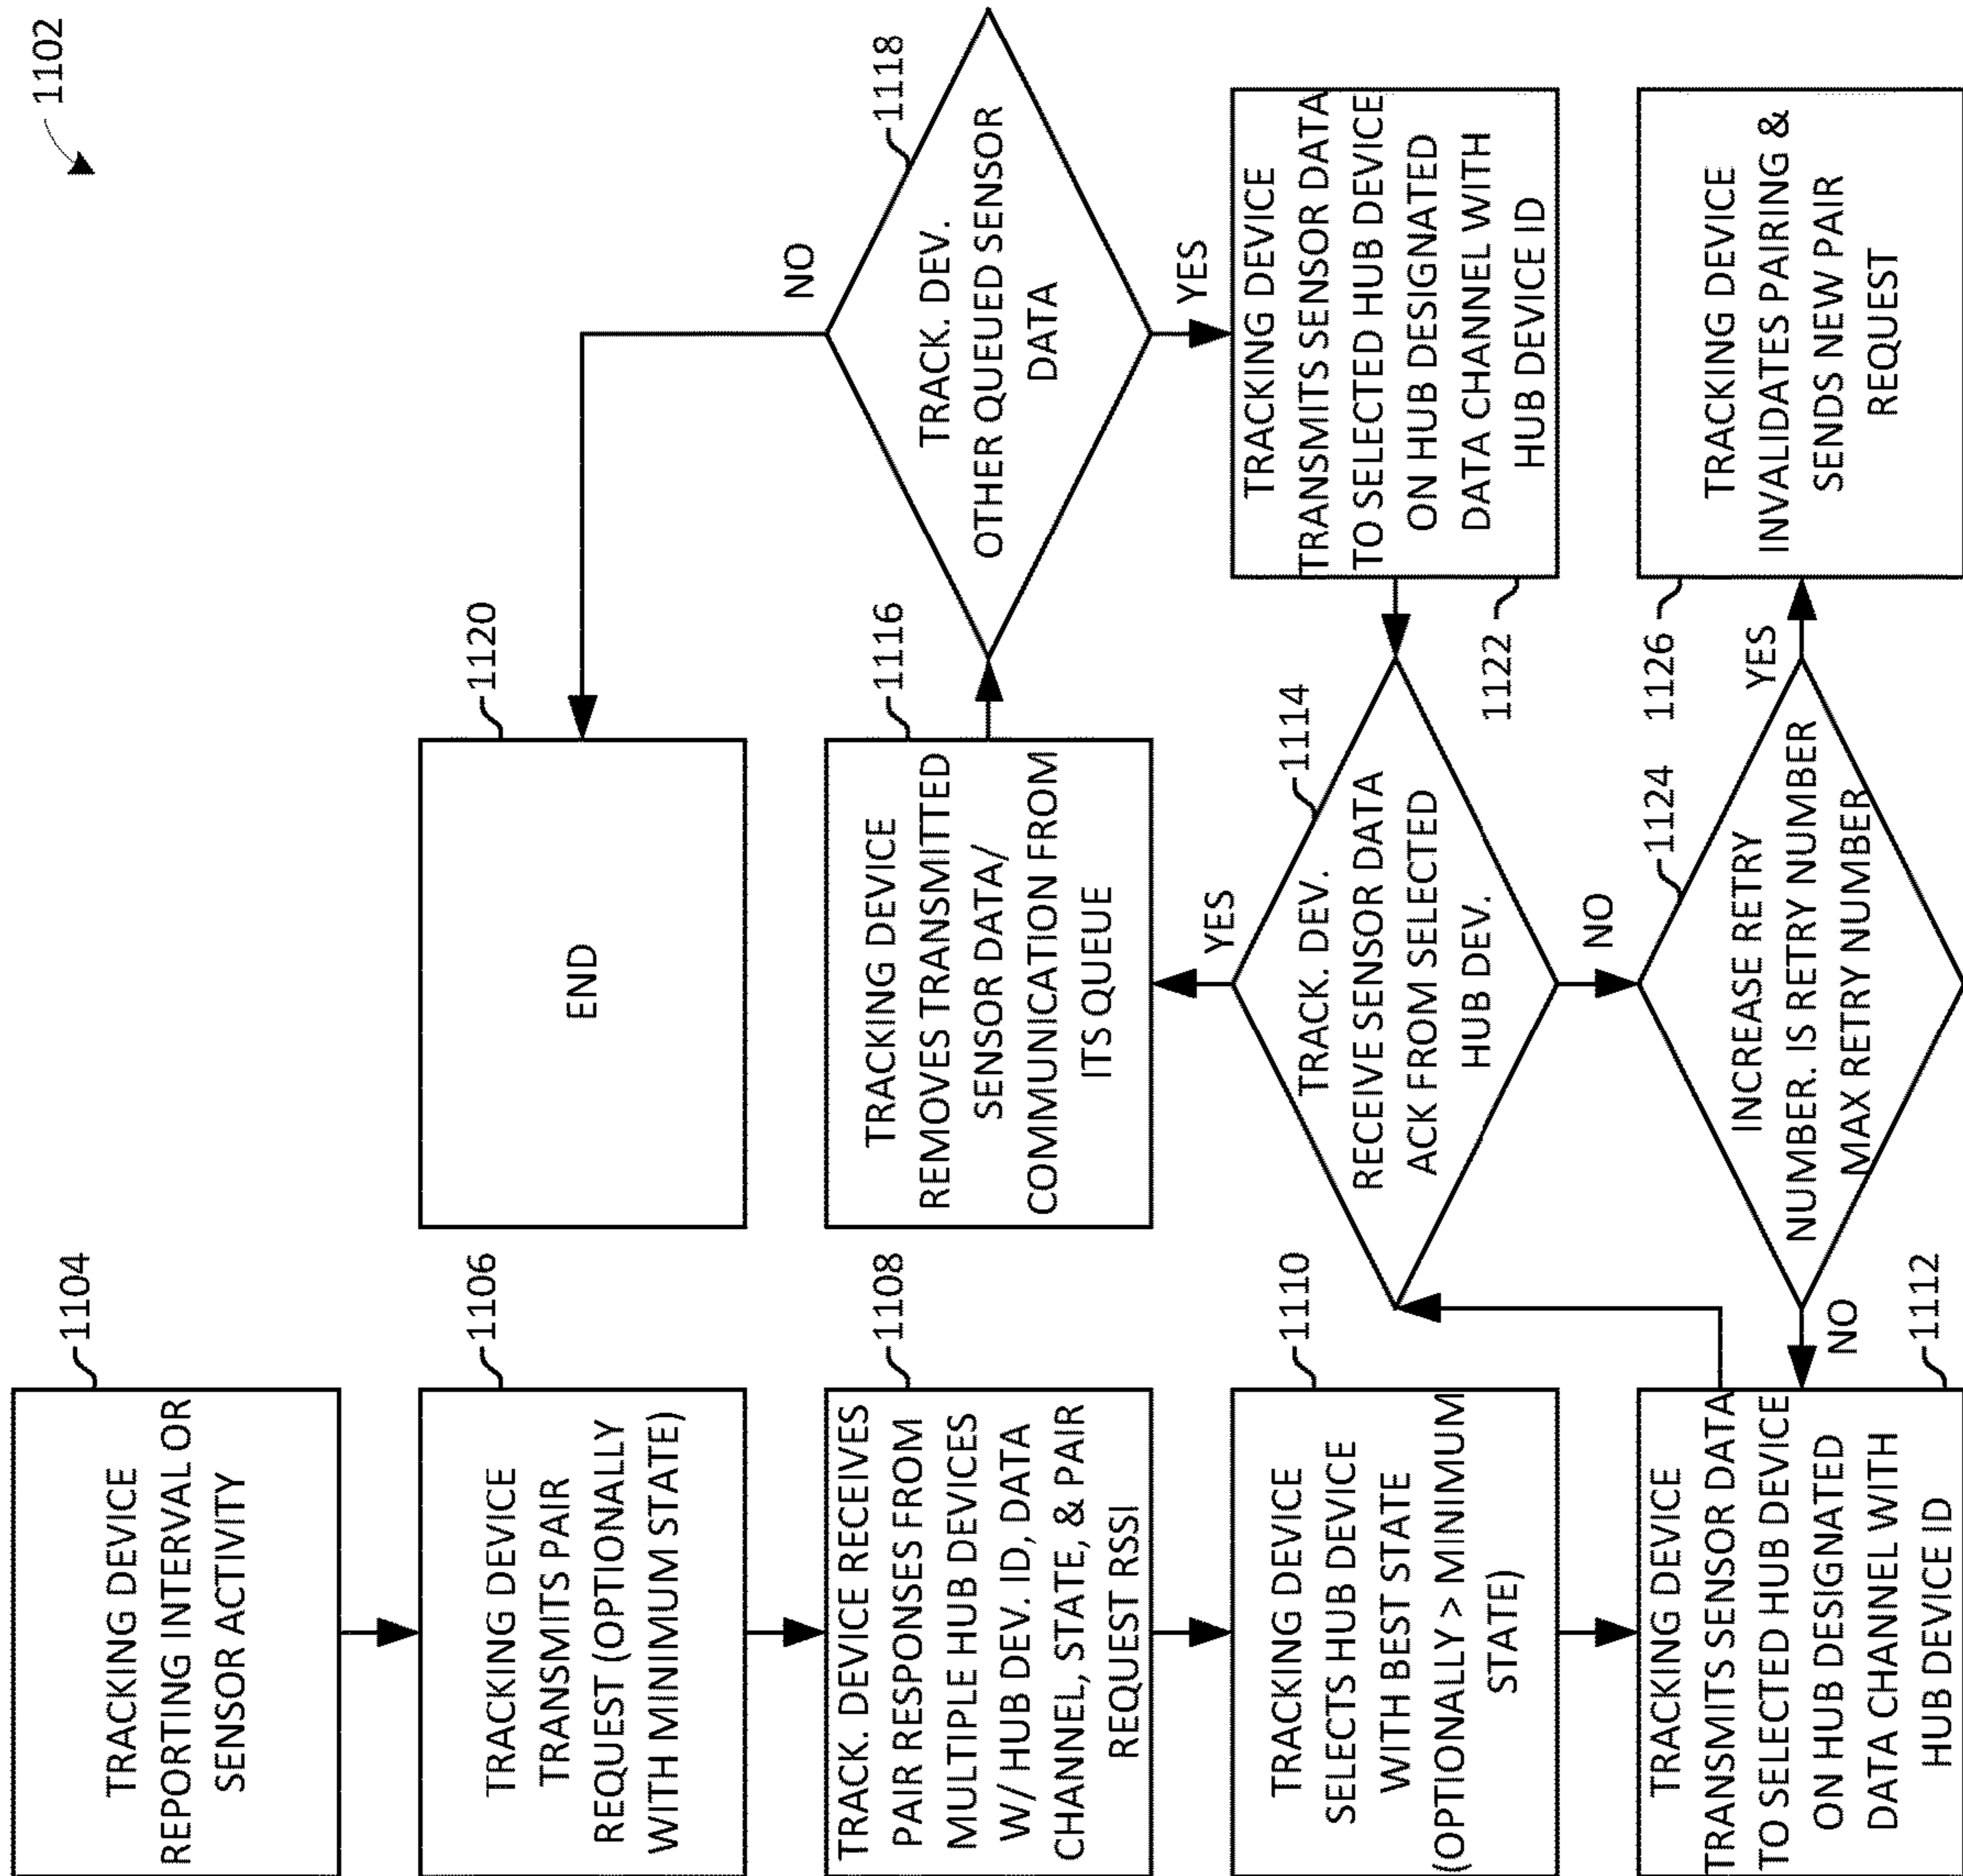 1102
TRACKING DEVICE
REPORTING INTERVAL OR
SENSOR ACTIVITY
1104
TRACKING DEVICE
TRANSMITS PAIR
REQUEST (OPTIONALLY
WITH MINIMUM STATE)
1106
TRACK. DEVICE RECEIVES
PAIR RESPONSES FROM
MULTIPLE HUB DEVICES
W/ HUB DEV. ID, DATA
CHANNEL, STATE, & PAIR
REQUEST RSSI
1108
TRACKING DEVICE
SELECTS HUB DEVICE
WITH BEST STATE
(OPTIONALLY > MINIMUM
STATE)
1110
TRACKING DEVICE
TRANSMITS SENSOR DATA
TO SELECTED HUB DEVICE
ON HUB DESIGNATED
DATA CHANNEL WITH
HUB DEVICE ID
1112
TRACK. DEV.
RECEIVE SENSOR DATA
ACK FROM SELECTED
HUB DEV.
1114
YES
NO
TRACKING DEVICE
REMOVES TRANSMITTED
SENSOR DATA/
COMMUNICATION FROM
ITS QUEUE
1116
TRACK. DEV.
OTHER QUEUED SENSOR
DATA
1118
NO
YES
END
1120
TRACKING DEVICE
TRANSMITS SENSOR DATA
TO SELECTED HUB DEVICE
ON HUB DESIGNATED
DATA CHANNEL WITH
HUB DEVICE ID
1122
INCREASE RETRY
NUMBER. IS RETRY NUMBER
MAX RETRY NUMBER
1124
NO
YES
TRACKING DEVICE
INVALIDATES PAIRING &
SENDS NEW PAIR
REQUEST
1126